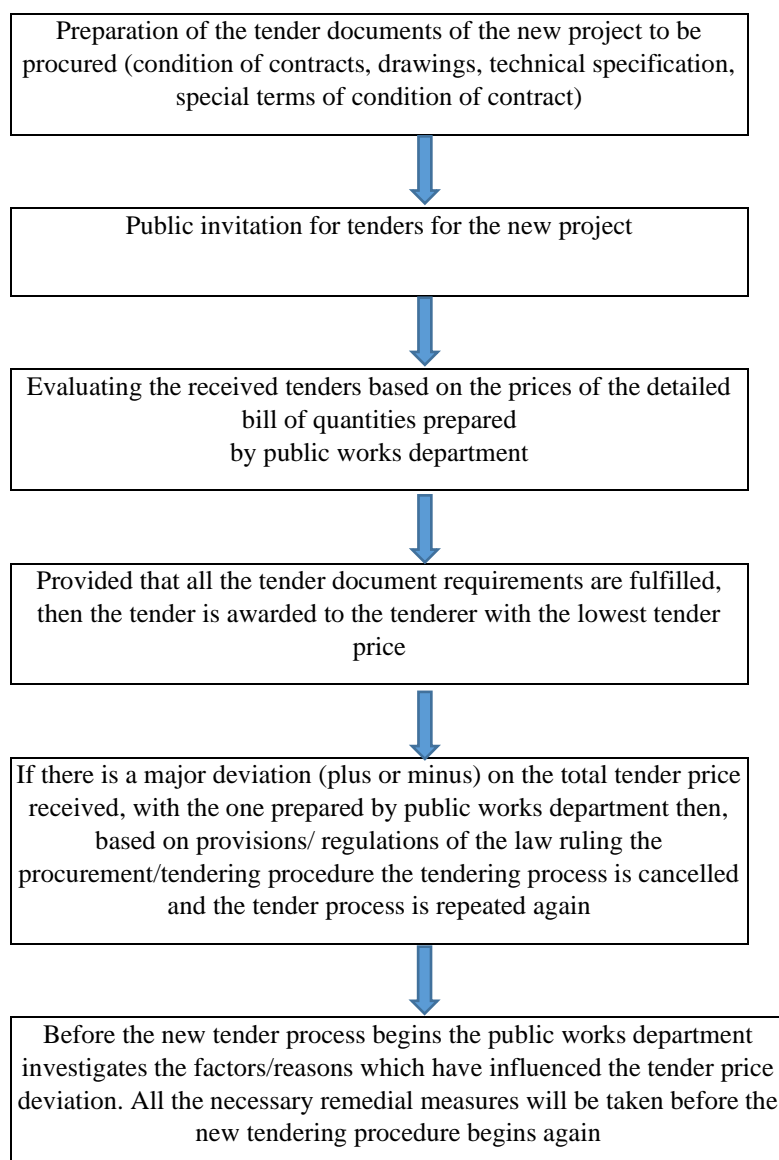 Preparation of the tender documents of the new project to be
procured (condition of contracts, drawings, technical specification,
special terms of condition of contract)
Public invitation for tenders for the new project
Evaluating the received tenders based on the prices of the detailed
bill of quantities prepared
by public works department
Provided that all the tender document requirements are fulfilled,
then the tender is awarded to the tenderer with the lowest tender
price
If there is a major deviation (plus or minus) on the total tender price
received, with the one prepared by public works department then,
based on provisions/ regulations of the law ruling the
procurement/tendering procedure the tendering process is cancelled
and the tender process is repeated again
Before the new tender process begins the public works department
investigates the factors/reasons which have influenced the tender price
deviation. All the necessary remedial measures will be taken before the
new tendering procedure begins again